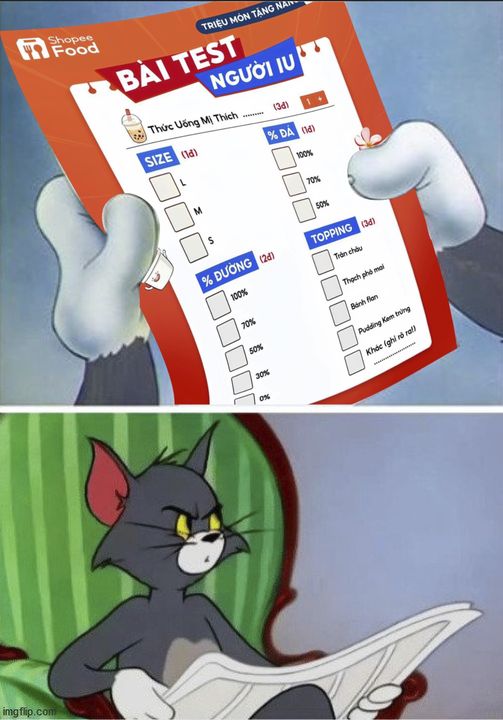 TRIỆU MÓN TẶNG
Shopee
Food
BÀI TEST
NGƯỜI IU
Thức Uống Mị Thích ......... (3đ) 1 +
SIZE (1đ)
L
M
S
% ĐÁ (1đ)
100%
70%
50%
% ĐƯỜNG (2đ)
100%
70%
50%
30%
0%
TOPPING (3đ)
Trân châu
Thạch phô mai
Bánh flan
Pudding Kem trứng
Khác (ghi rõ ra!)
......................
imgflip.com